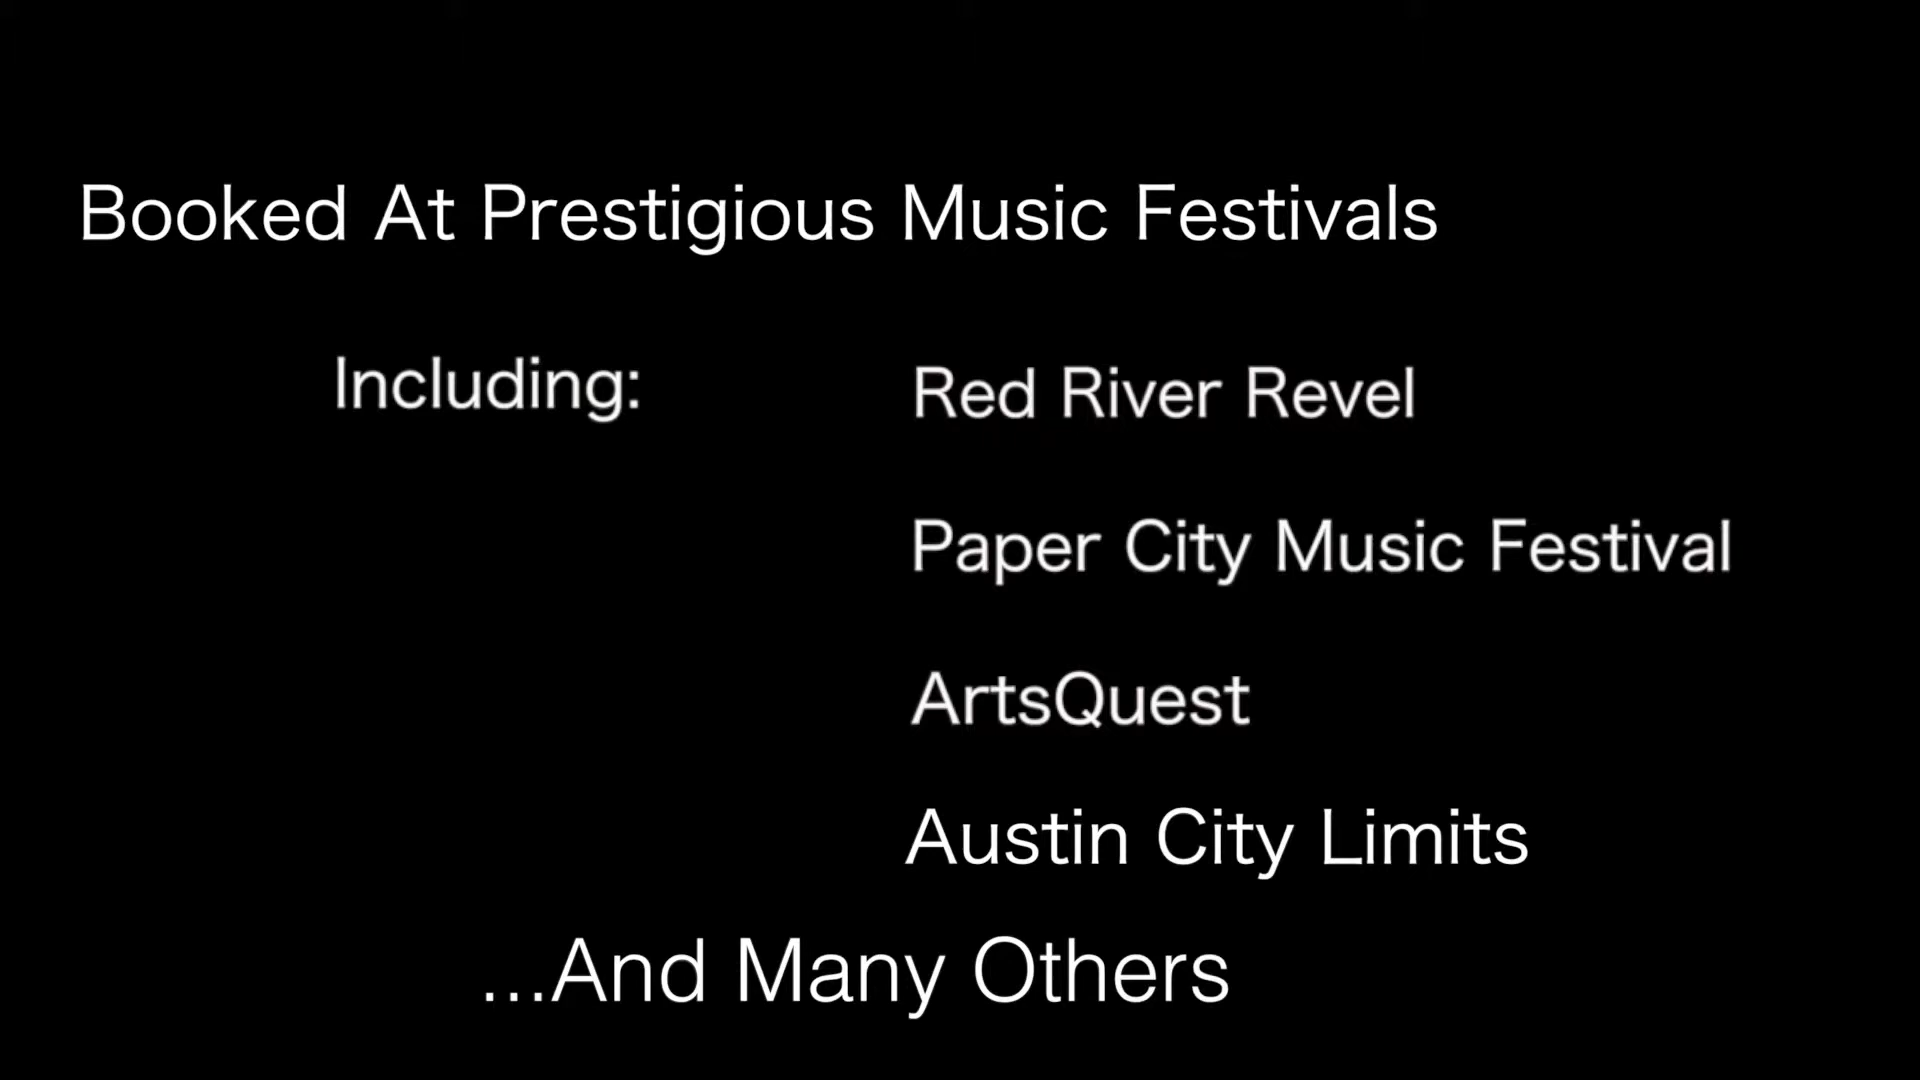 Booked At Prestigious Music Festivals
Including:
Red River Revel
Paper City Music Festival
ArtsQuest
Austin City Limits
...And Many Others